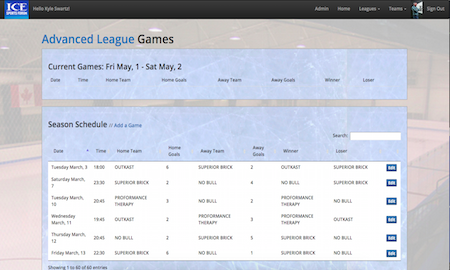 ICE
SPORTS FORUM
Hello Kyle Swartz!
Admin Home Leagues Teams Sign Out
Advanced League Games
Current Games: Fri May, 1 - Sat May, 2
Date Time Home Team Home Goals Away Team Away Goals Winner Loser
Season Schedule // Add a Game
Search:
Date Time Home Team Home Goals Away Team Away Goals Winner Loser
Tuesday March, 3 18:00 OUTKAST 6 SUPERIOR BRICK 2 OUTKAST SUPERIOR BRICK Edit
Saturday March, 7 23:30 SUPERIOR BRICK 2 NO BULL 4 NO BULL SUPERIOR BRICK Edit
Tuesday March, 10 20:45 PROFORMANCE THERAPY 3 NO BULL 2 PROFORMANCE THERAPY NO BULL Edit
Wednesday March, 11 19:45 OUTKAST 2 PROFORMANCE THERAPY 3 PROFORMANCE THERAPY OUTKAST Edit
Thursday March, 12 20:45 NO BULL 2 SUPERIOR BRICK 5 SUPERIOR BRICK NO BULL Edit
Friday March, 13 22:30 SUPERIOR BRICK 6 NO BULL 1 SUPERIOR BRICK NO BULL Edit
Showing 1 to 60 of 60 entries